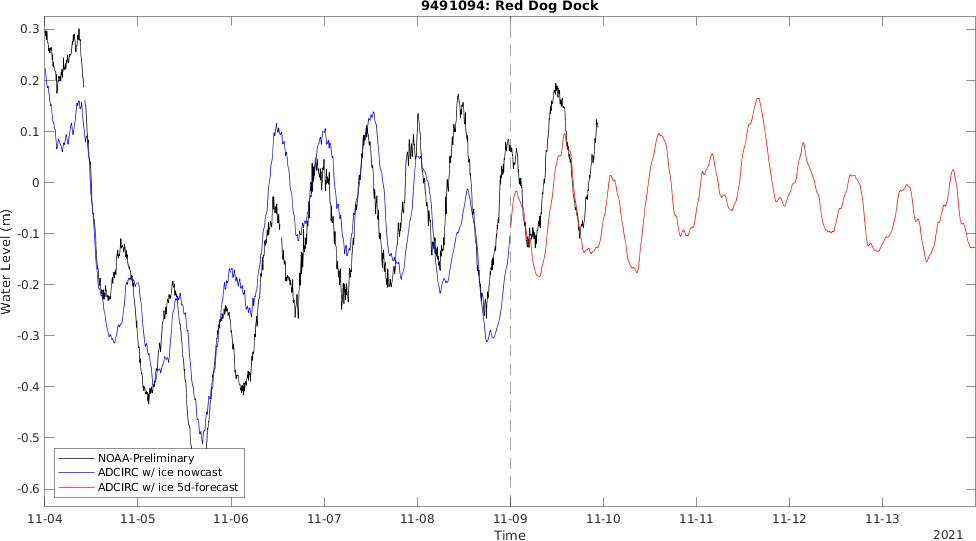 9491094: Red Dog Dock
0.3
0.2
0.1
0
-0.1
-0.2
-0.3
-0.4
-0.5
-0.6
Water Level (m)
NOAA-Preliminary
ADCIRC w/ ice nowcast
ADCIRC w/ ice 5d-forecast
11-04 11-05 11-06 11-07 11-08 11-09 11-10 11-11 11-12 11-13
Time
2021